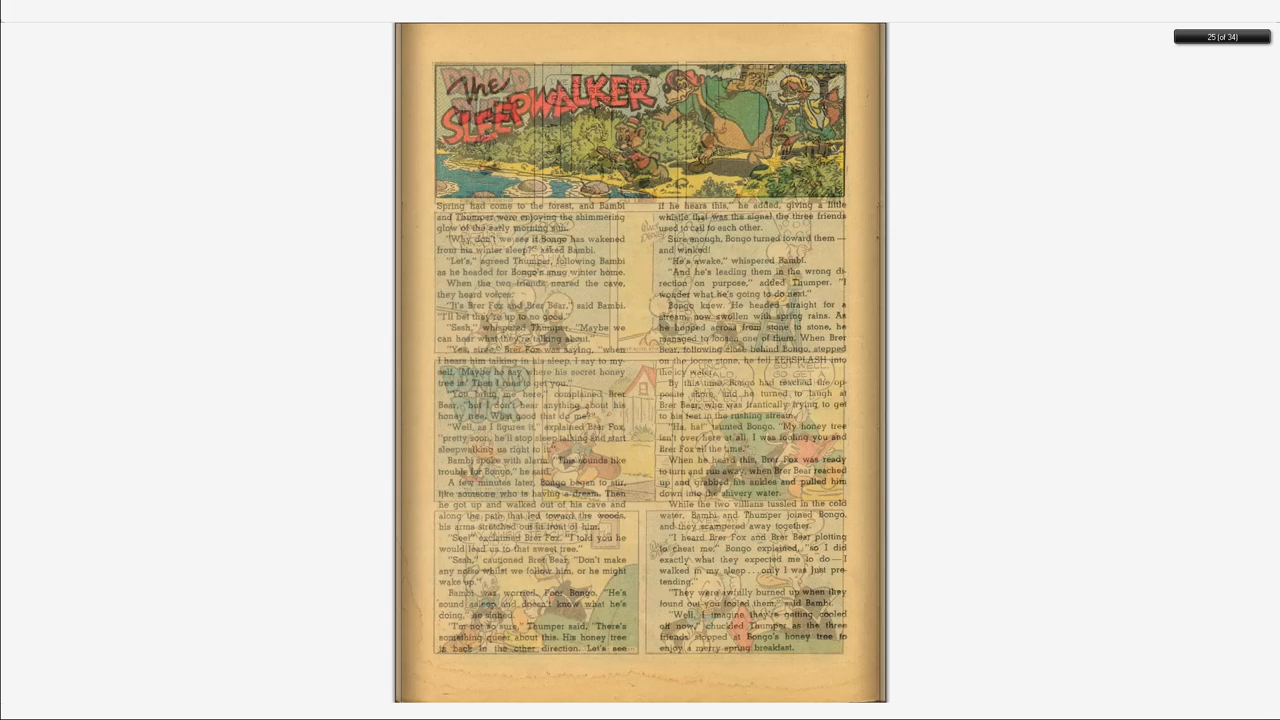 25 (of 34)
The
SLEEPWALKER
Spring had come to the forest, and Bambi
and Thumper were enjoying the shimmering
glow of the early morning sun.
"Why don't we see if Bongo has wakened
from his winter sleep?" asked Bambi.
"Let's," agreed Thumper, following Bambi
as he headed for Bongo's snug winter home.
When the two friends neared the cave,
they heard voices.
"It's Brer Fox and Brer Bear," said Bambi.
"I'll bet they're up to no good."
"Sssh," whispered Thumper. "Maybe we
can hear what they're talking about."
"Yes, siree," Brer Fox was saying, "when
I hears him talking in his sleep, I say to my-
self, 'Maybe he say where his secret honey
tree is.' Then I runs to get you."
"You bring me here," complained Brer
Bear, "but I don't hear anything about his
honey tree. What good that do me?"
"Well, as I figures it," explained Brer Fox,
"pretty soon, he'll stop sleep talking and start
sleepwalking us right to it."
Bambi spoke with alarm. "This sounds like
trouble for Bongo," he said.
A few minutes later, Bongo began to stir,
like someone who is having a dream. Then
he got up and walked out of his cave and
along the path that led toward the woods,
his arms stretched out in front of him.
"See!" exclaimed Brer Fox. "I told you he
would lead us to that sweet tree."
"Sssh," cautioned Brer Bear. "Don't make
any noise whilst we follow him, or he might
wake up."
Bambi was worried. Poor Bongo. "He's
sound asleep and doesn't know what he's
doing," he sighed.
"I'm not so sure," Thumper said, "There's
something queer about this. His honey tree
is back in the other direction. Let's see
if he hears this," he added, giving a little
whistle that was the signal the three friends
used to call to each other.
Sure enough, Bongo turned toward them —
and winked!
"He's awake," whispered Bambi.
"And he's leading them in the wrong di-
rection on purpose," added Thumper. "I
wonder what he's going to do next."
Bongo knew. He headed straight for a
stream, now swollen with spring rains. As
he hopped across from stone to stone, he
managed to loosen one of them. When Brer
Bear, following close behind Bongo, stepped
on the loose stone, he fell KERSPLASH into
the icy water.
By this time, Bongo had reached the op-
posite shore, and he turned to laugh at
Brer Bear, who was frantically trying to get
to his feet in the rushing stream.
"Ha, ha!" taunted Bongo. "My honey tree
isn't over here at all. I was fooling you and
Brer Fox all the time."
When he heard this, Brer Fox was ready
to turn and run away, when Brer Bear reached
up and grabbed his ankles and pulled him
down into the shivery water.
While the two villians tussled in the cold
water, Bambi and Thumper joined Bongo,
and they scampered away together.
"I heard Brer Fox and Brer Bear plotting
to cheat me," Bongo explained, "so I did
exactly what they expected me to do — I
walked in my sleep . . . only I was just pre-
tending."
"They were awfully burned up when they
found out you fooled them," said Bambi.
"Well, I imagine they're getting cooled
off now," chuckled Thumper as the three
friends stopped at Bongo's honey tree to
enjoy a merry spring breakfast.